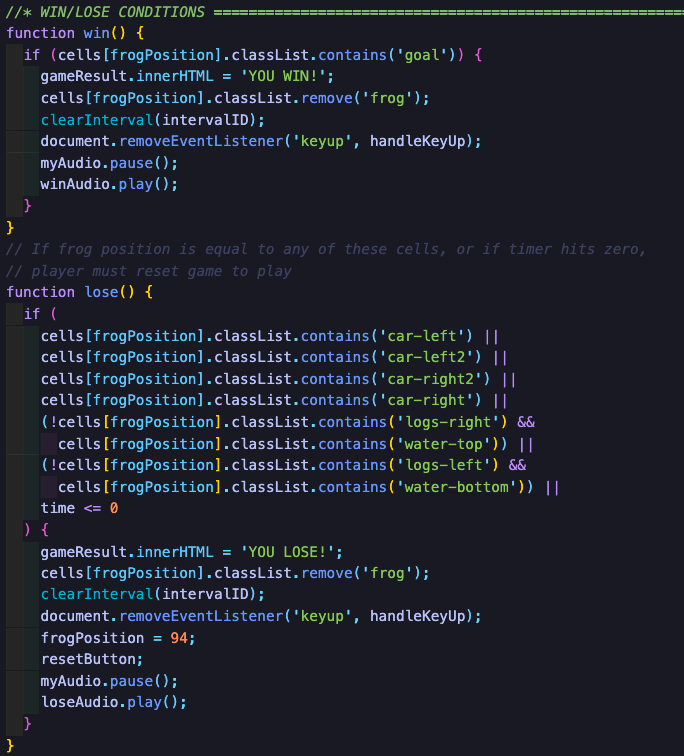 //* WIN/LOSE CONDITIONS ======================================================
function win() {
  if (cells[frogPosition].classList.contains('goal')) {
    gameResult.innerHTML = 'YOU WIN!';
    cells[frogPosition].classList.remove('frog');
    clearInterval(intervalID);
    document.removeEventListener('keyup', handleKeyUp);
    myAudio.pause();
    winAudio.play();
  }
}
// If frog position is equal to any of these cells, or if timer hits zero,
// player must reset game to play
function lose() {
  if (
    cells[frogPosition].classList.contains('car-left') ||
    cells[frogPosition].classList.contains('car-left2') ||
    cells[frogPosition].classList.contains('car-right2') ||
    cells[frogPosition].classList.contains('car-right') ||
    (!cells[frogPosition].classList.contains('logs-right') &&
      cells[frogPosition].classList.contains('water-top')) ||
    (!cells[frogPosition].classList.contains('logs-left') &&
      cells[frogPosition].classList.contains('water-bottom')) ||
    time <= 0
  ) {
    gameResult.innerHTML = 'YOU LOSE!';
    cells[frogPosition].classList.remove('frog');
    clearInterval(intervalID);
    document.removeEventListener('keyup', handleKeyUp);
    frogPosition = 94;
    resetButton;
    myAudio.pause();
    loseAudio.play();
  }
}